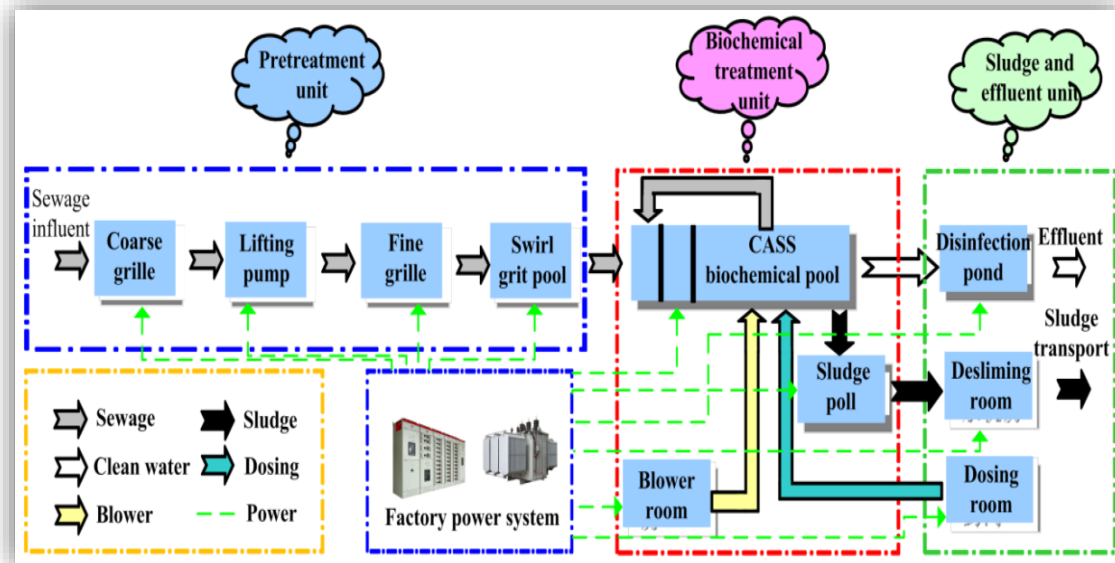 Pretreatment
unit
Biochemical
treatment
unit
Sludge and
effluent unit
Sewage
influent
Coarse
grille
Lifting
pump
Fine
grille
Swirl
grit pool
CASS
biochemical pool
Disinfection
pond
Effluent
Sludge
transport
Sludge
poll
Desliming
room
Sewage
Sludge
Clean water
Dosing
Blower
Power
Factory power system
Blower
room
Dosing
room